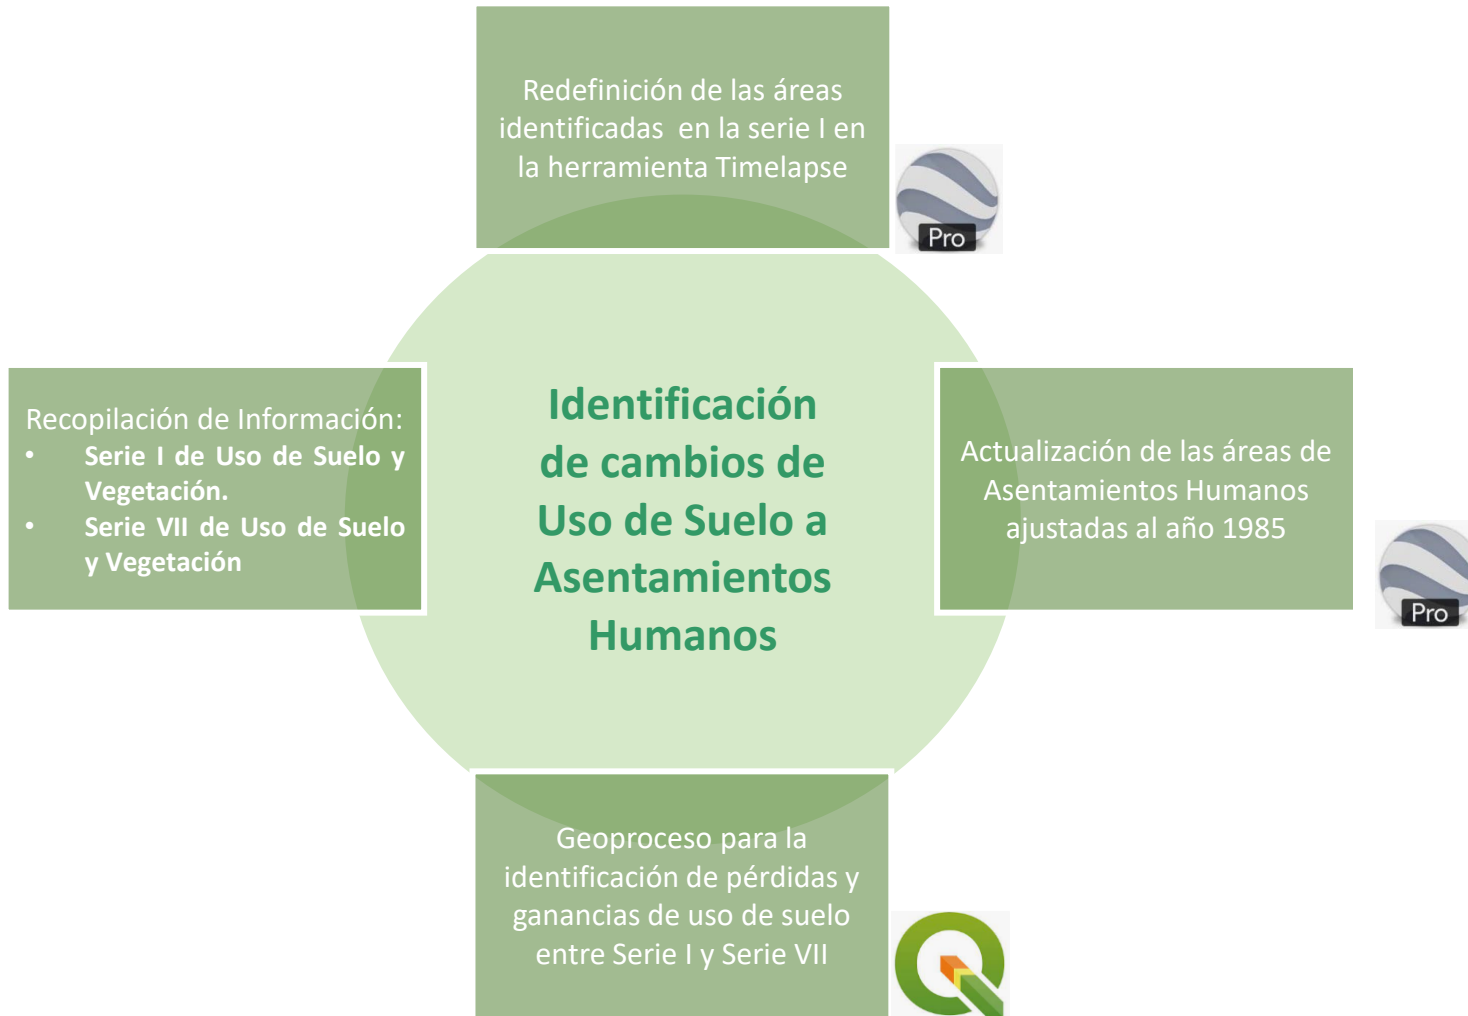 Redefinición de las áreas
identificadas en la serie I en
la herramienta Timelapse
Pro
Recopilación de Información:
• Serie I de Uso de Suelo y
Vegetación.
• Serie VII de Uso de Suelo
y Vegetación
Identificación
de cambios de
Uso de Suelo a
Asentamientos
Humanos
Actualización de las áreas de
Asentamientos Humanos
ajustadas al año 1985
Pro
Geoproceso para la
identificación de pérdidas y
ganancias de uso de suelo
entre Serie I y Serie VII